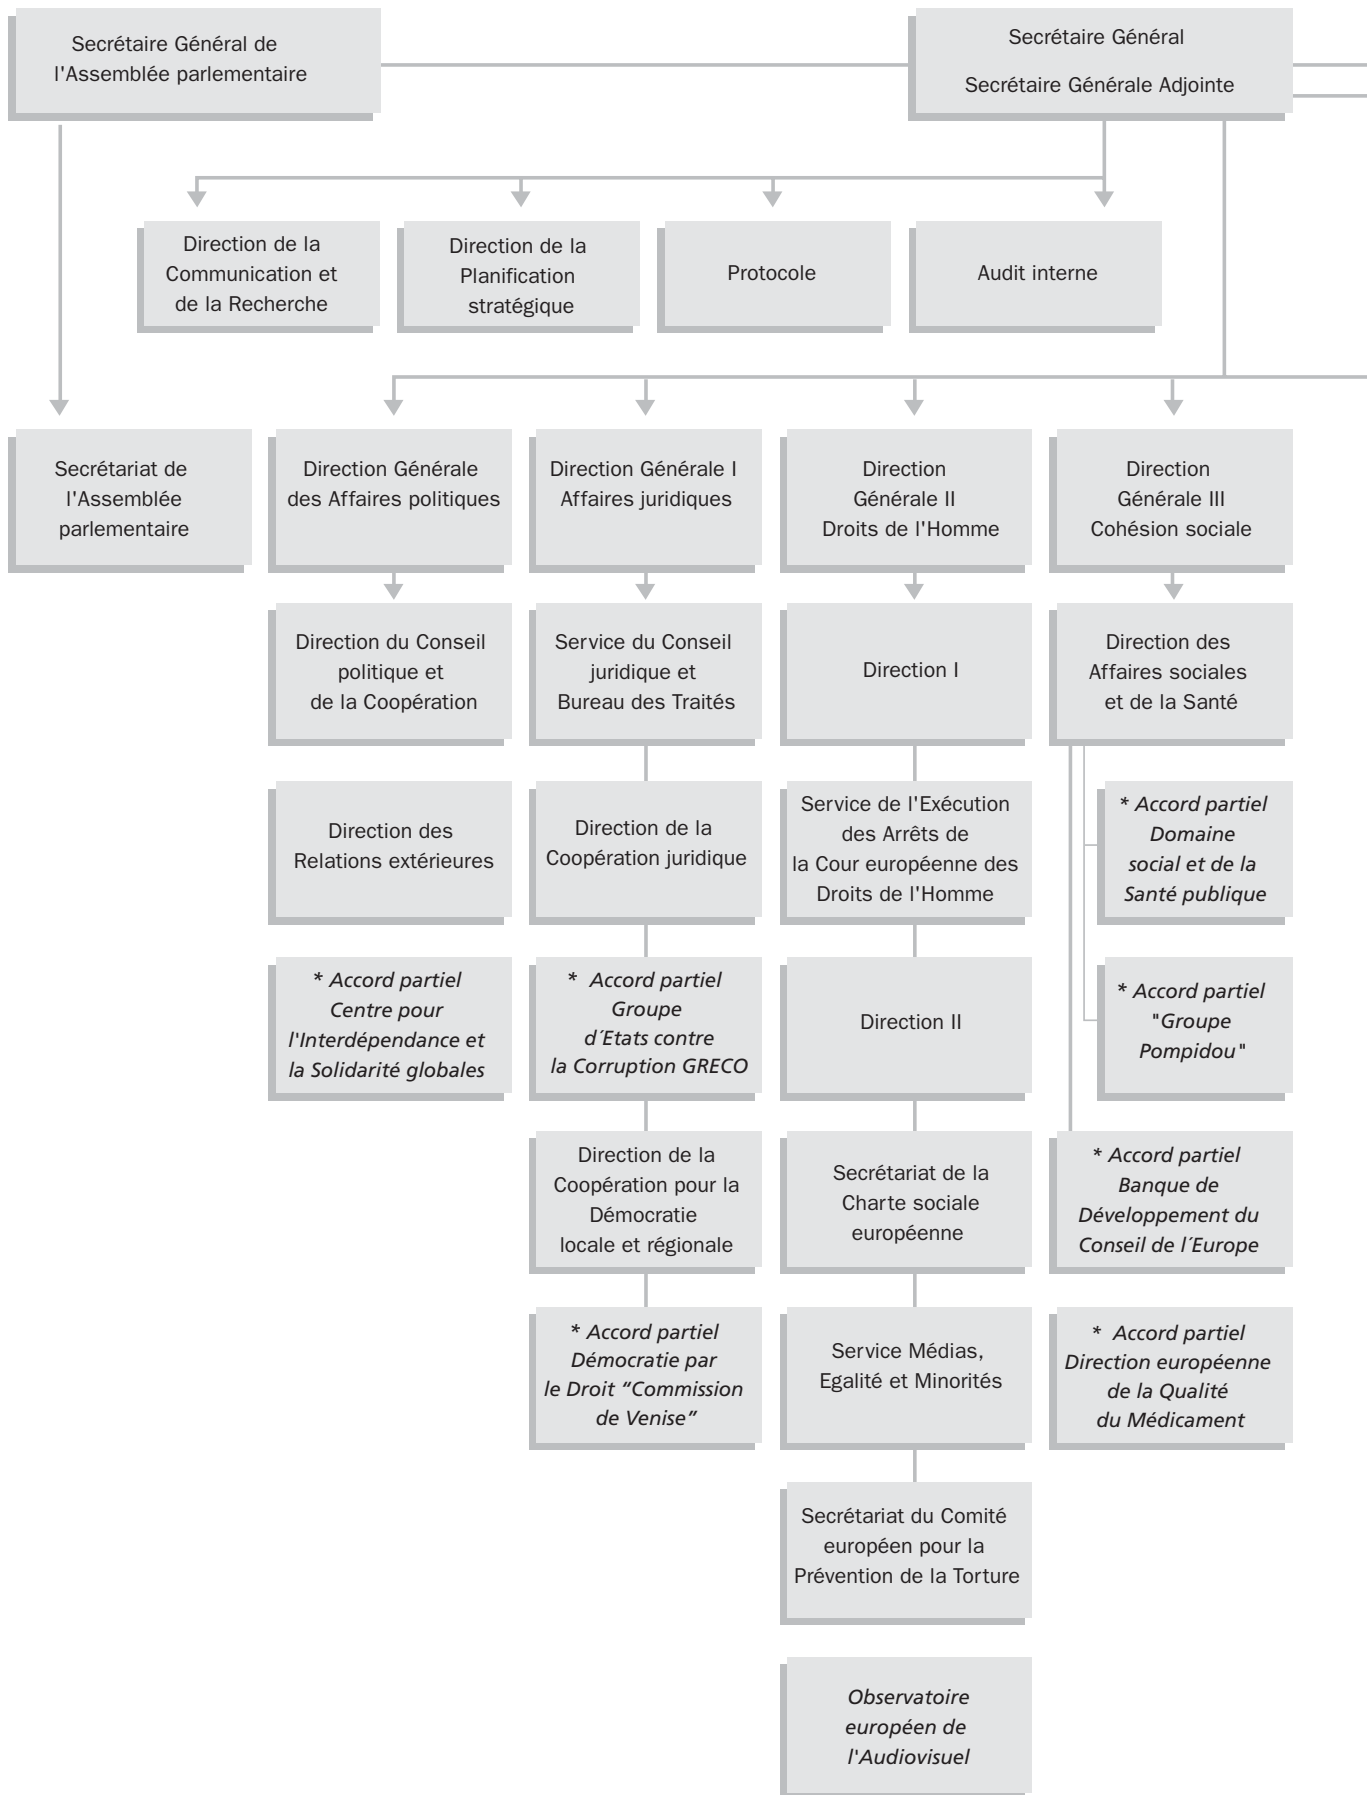 Secrétaire Général de
l'Assemblée parlementaire
Secrétaire Général
Secrétaire Générale Adjointe
Direction de la
Communication et
de la Recherche
Direction de la
Planification
stratégique
Protocole
Audit interne
Secrétariat de
l'Assemblée
parlementaire
Direction Générale
des Affaires politiques
Direction Générale I
Affaires juridiques
Direction
Générale II
Droits de l'Homme
Direction
Générale III
Cohésion sociale
Direction du Conseil
politique et
de la Coopération
Service du Conseil
juridique et
Bureau des Traités
Direction I
Direction des
Affaires sociales
et de la Santé
Direction des
Relations extérieures
Direction de la
Coopération juridique
Service de l'Exécution
des Arrêts de
la Cour européenne des
Droits de l'Homme
* Accord partiel
Domaine
social et de la
Santé publique
* Accord partiel
Centre pour
l'Interdépendance et
la Solidarité globales
* Accord partiel
Groupe
d´Etats contre
la Corruption GRECO
Direction II
* Accord partiel
"Groupe
Pompidou"
Direction de la
Coopération pour la
Démocratie
locale et régionale
Secrétariat de la
Charte sociale
européenne
* Accord partiel
Banque de
Développement du
Conseil de l´Europe
* Accord partiel
Démocratie par
le Droit “Commission
de Venise”
Service Médias,
Egalité et Minorités
* Accord partiel
Direction européenne
de la Qualité
du Médicament
Secrétariat du Comité
européen pour la
Prévention de la Torture
Observatoire
européen de
l'Audiovisuel